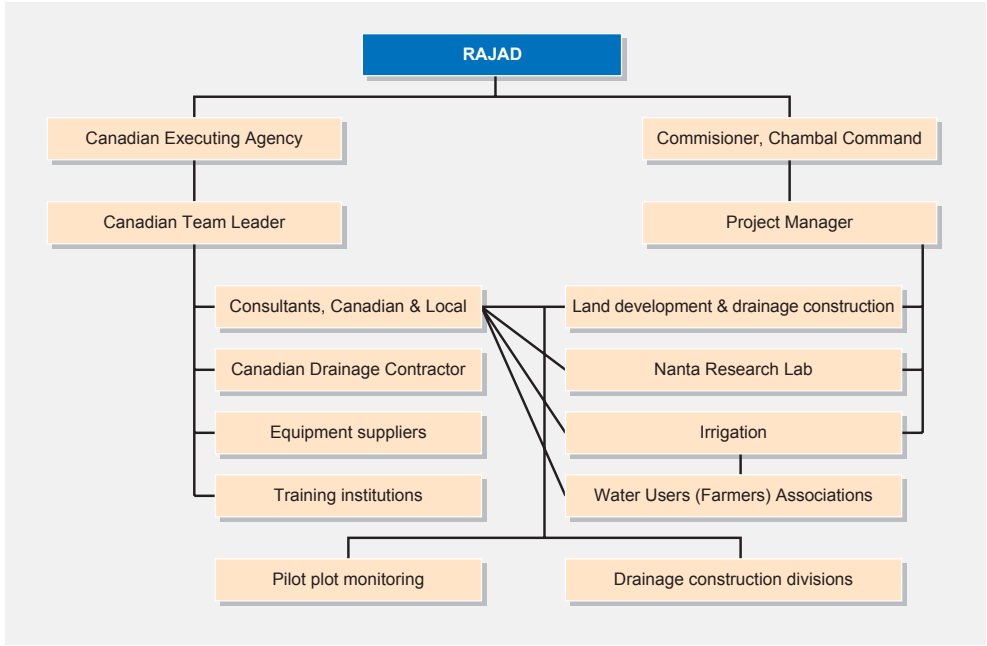 RAJAD
Canadian Executing Agency
Commisioner, Chambal Command
Canadian Team Leader
Project Manager
Consultants, Canadian & Local
Land development & drainage construction
Canadian Drainage Contractor
Nanta Research Lab
Equipment suppliers
Irrigation
Training institutions
Water Users (Farmers) Associations
Pilot plot monitoring
Drainage construction divisions